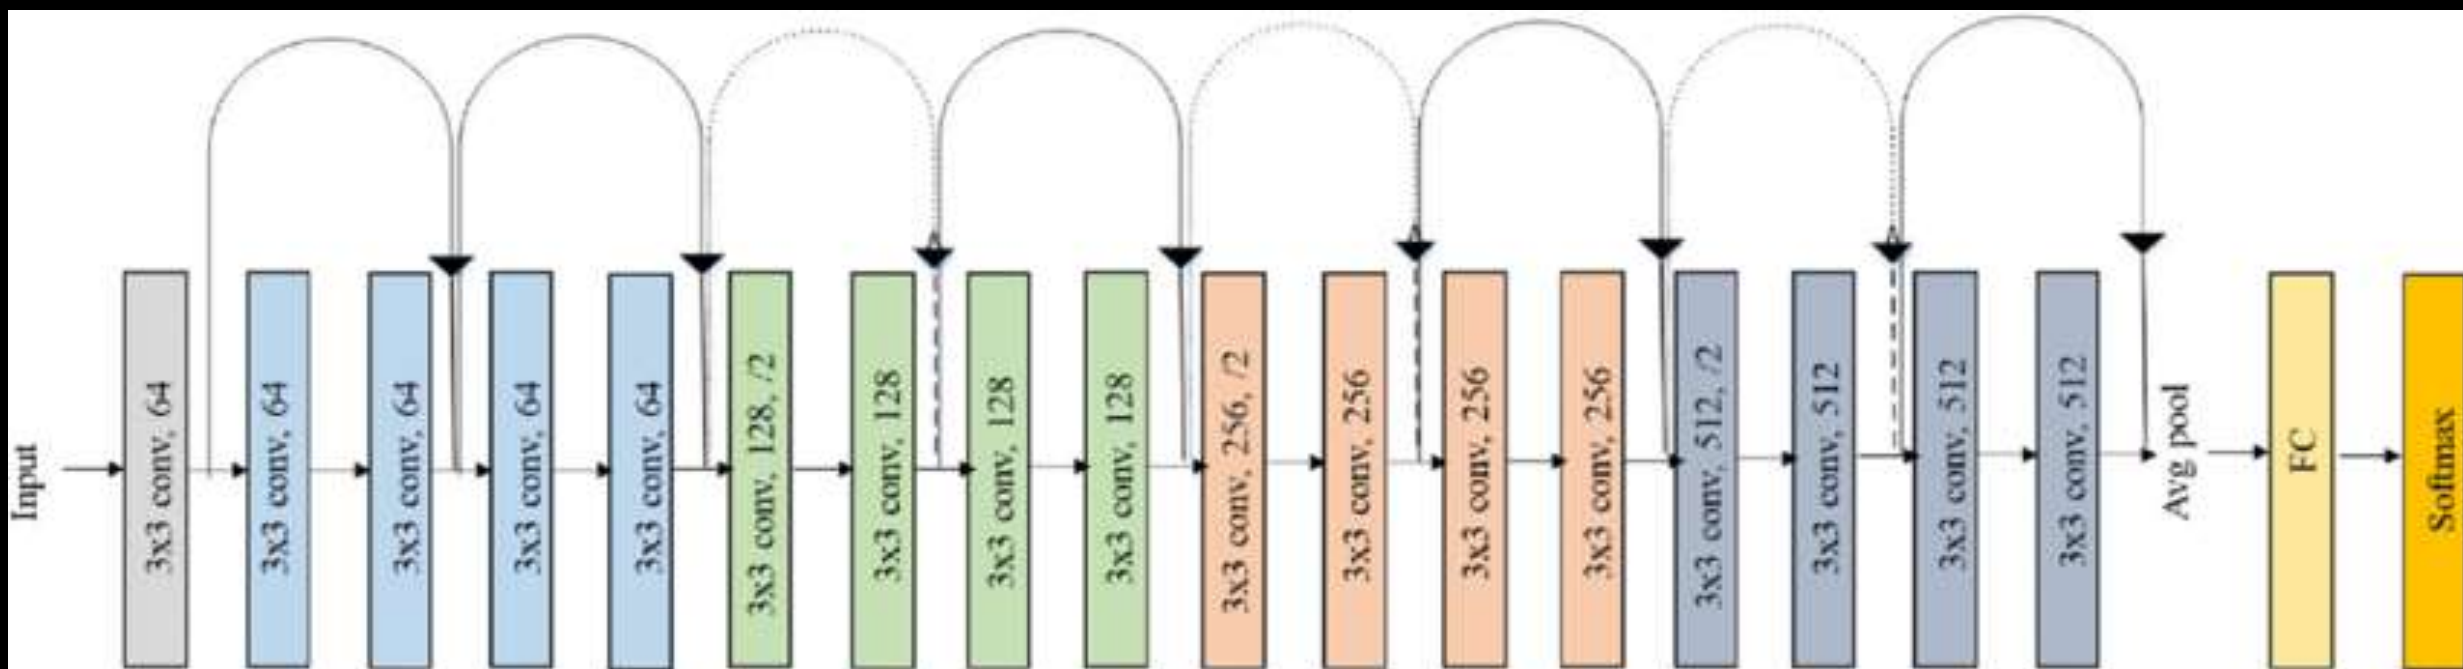 Input
3x3 conv, 64
3x3 conv, 64
3x3 conv, 64
3x3 conv, 64
3x3 conv, 64
3x3 conv, 128, /2
3x3 conv, 128
3x3 conv, 128
3x3 conv, 128
3x3 conv, 256, /2
3x3 conv, 256
3x3 conv, 256
3x3 conv, 256
3x3 conv, 512, /2
3x3 conv, 512
3x3 conv, 512
3x3 conv, 512
Avg pool
FC
Softmax